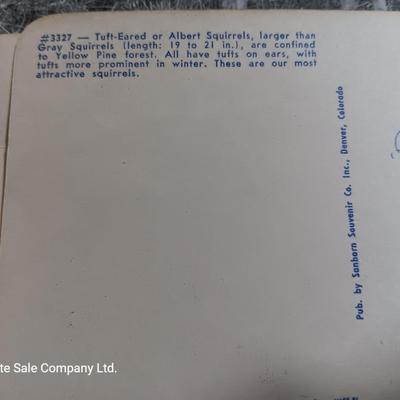 #3327 — Tuft-Eared or Albert Squirrels, larger than
Gray Squirrels (length: 19 to 21 in.), are confined
to Yellow Pine forest. All have tufts on ears, with
tufts more prominent in winter. These are our most
attractive squirrels.
Pub. by Sanborn Souvenir Co. Inc., Denver, Colorado
te Sale Company Ltd.